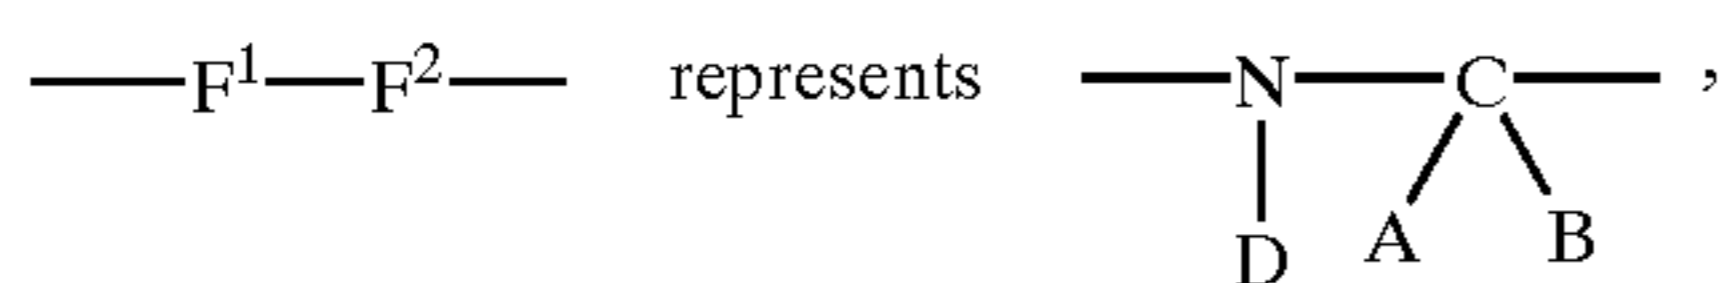 —F¹—F²— represents —N—C— ,
D A B